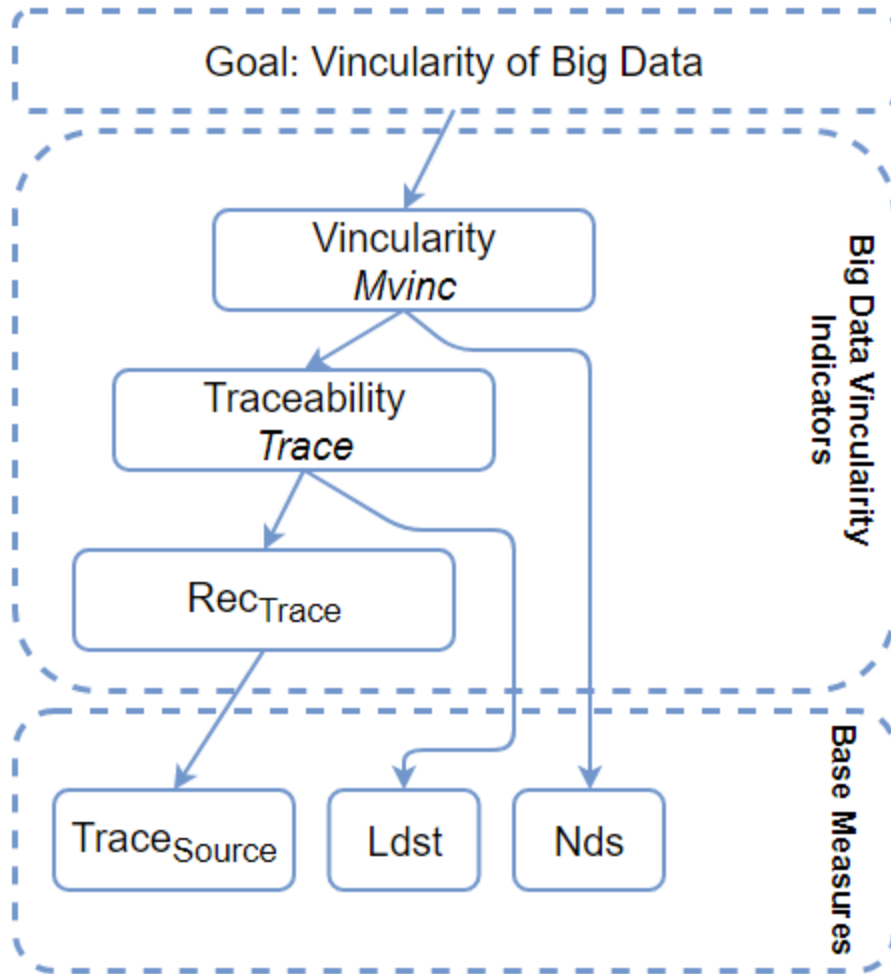 Goal: Vincularity of Big Data
Vincularity
Mvinc
Traceability
Trace
RecTrace
Big Data Vinculairity
Indicators
TraceSource
Ldst
Nds
Base Measures